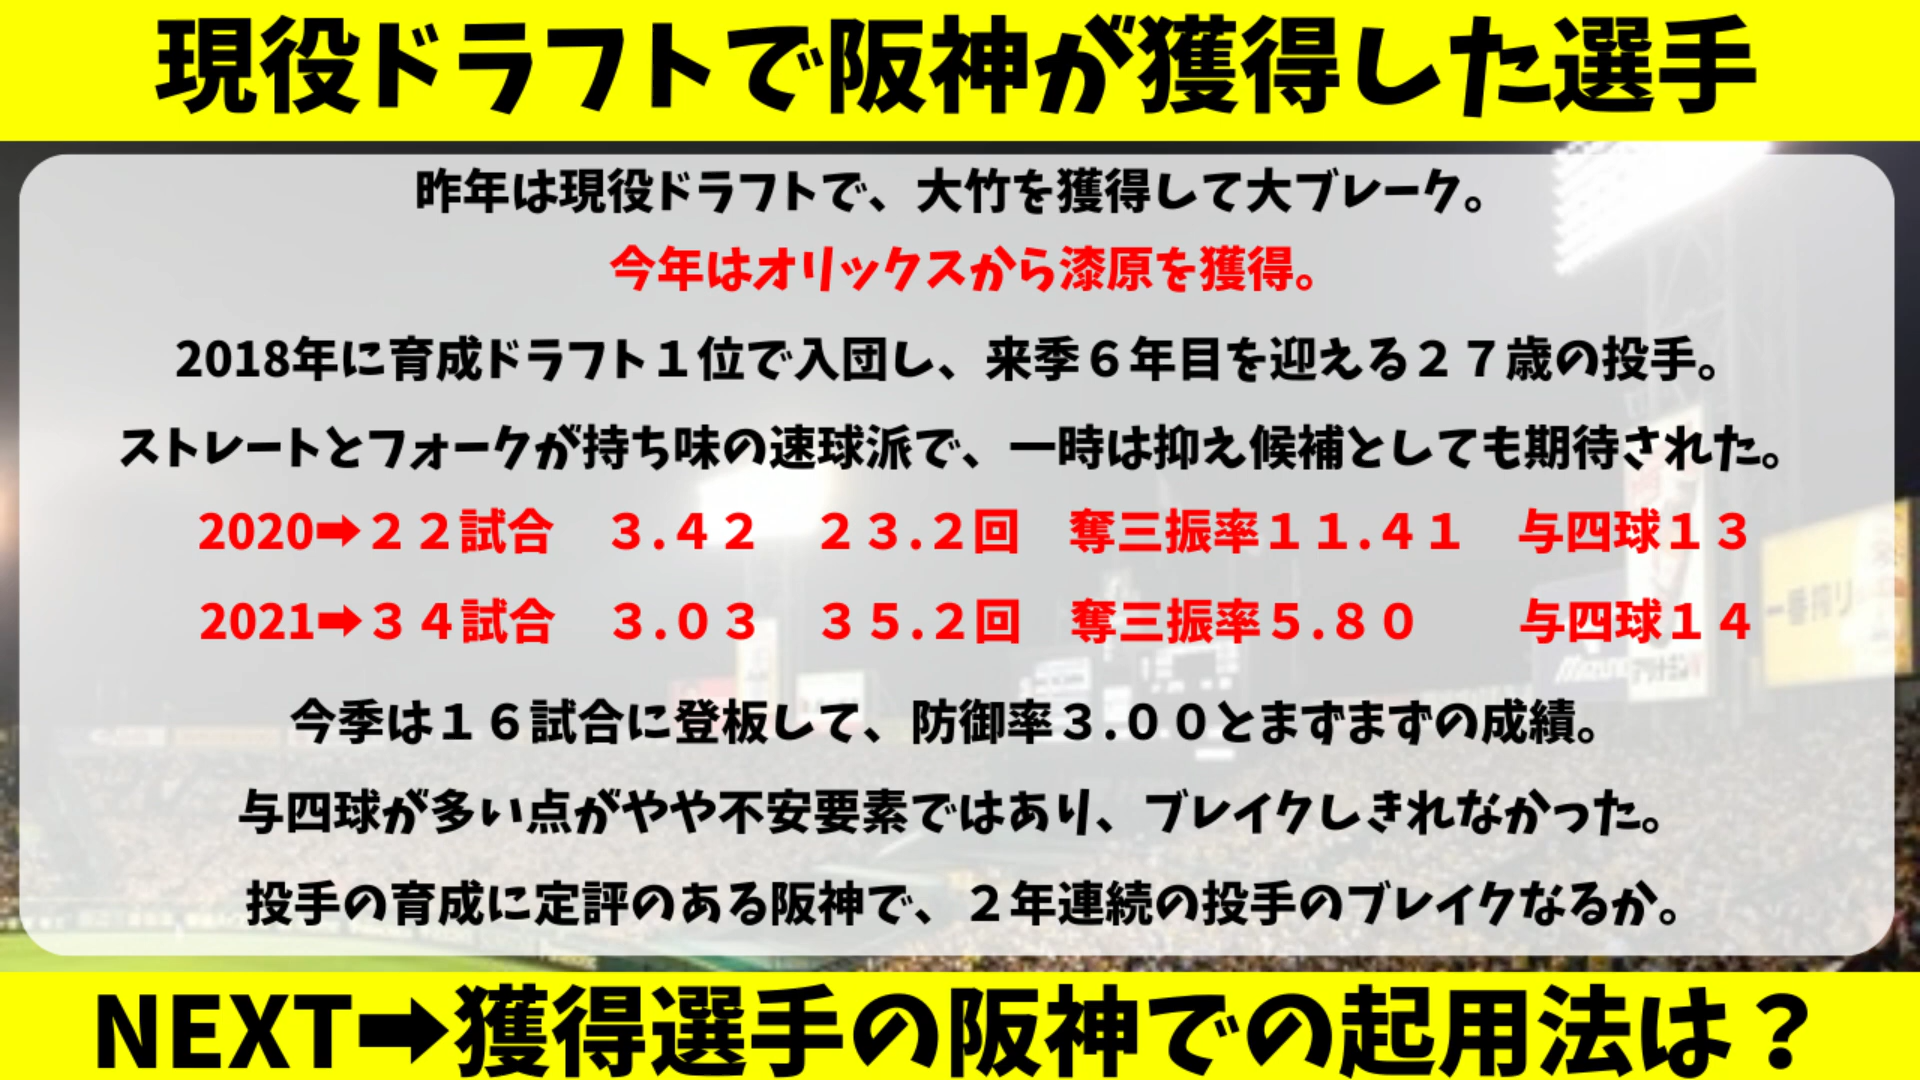 現役ドラフトで阪神が獲得した選手
昨年は現役ドラフトで、大竹を獲得して大ブレーク。
今年はオリックスから漆原を獲得。
2018年に育成ドラフト１位で入団し、来季６年目を迎える２７歳の投手。
ストレートとフォークが持ち味の速球派で、一時は抑え候補としても期待された。
2020➡２２試合　３.４２　２３.２回　奪三振率１１.４１　与四球１３
2021➡３４試合　３.０３　３５.２回　奪三振率５.８０　　与四球１４
今季は１６試合に登板して、防御率３.００とまずまずの成績。
与四球が多い点がやや不安要素ではあり、ブレイクしきれなかった。
投手の育成に定評のある阪神で、２年連続の投手のブレイクなるか。
NEXT➡獲得選手の阪神での起用法は？
一番搾り